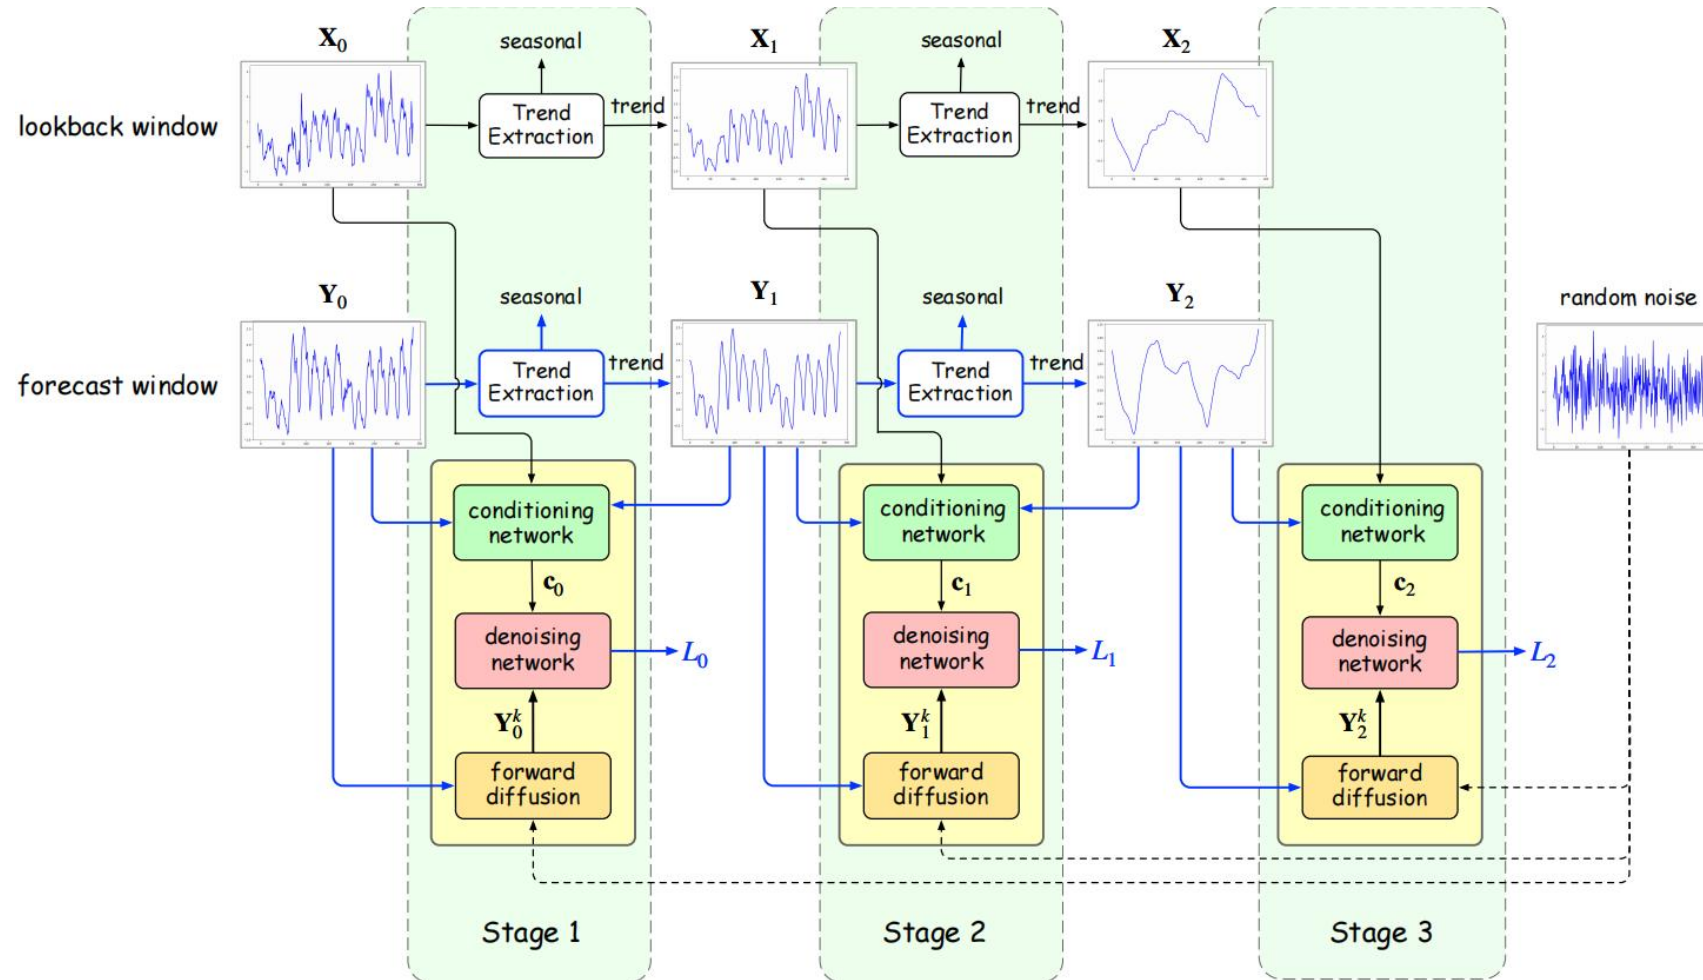 X₀
seasonal
X₁
seasonal
X₂
lookback window
Trend
Extraction
trend
Trend
Extraction
trend
Y₀
seasonal
Y₁
seasonal
Y₂
random noise
forecast window
Trend
Extraction
trend
Trend
Extraction
trend
conditioning
network
conditioning
network
conditioning
network
c₀
c₁
c₂
denoising
network
L₀
denoising
network
L₁
denoising
network
L₂
Y₀ᵏ
Y₁ᵏ
Y₂ᵏ
forward
diffusion
forward
diffusion
forward
diffusion
Stage 1
Stage 2
Stage 3